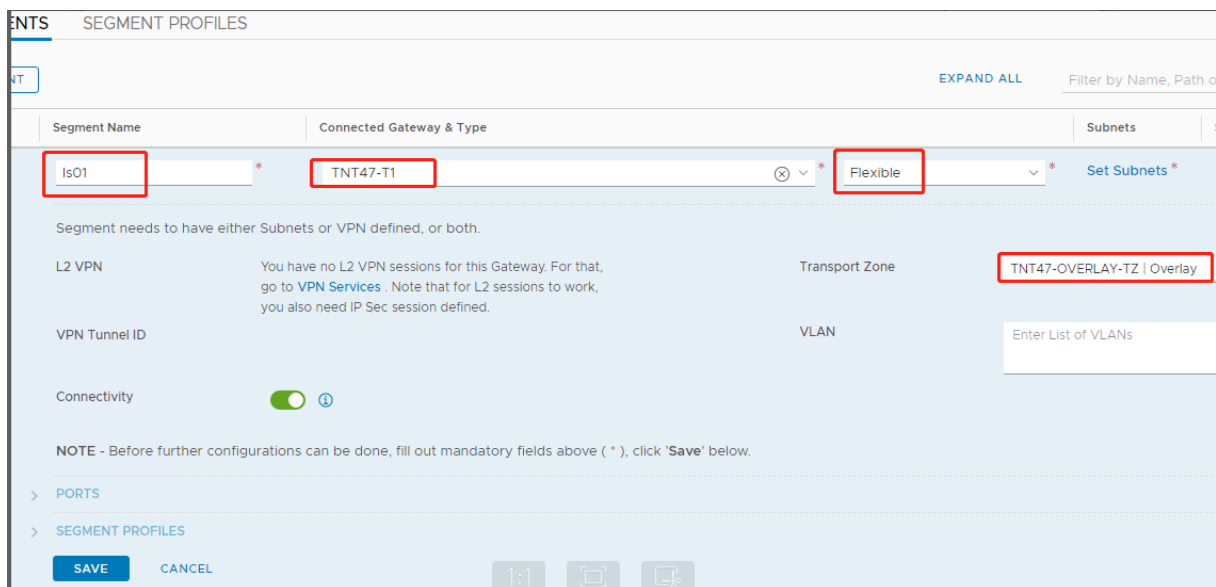 ENTS SEGMENT PROFILES
NT EXPAND ALL Filter by Name, Path o
Segment Name Connected Gateway & Type Subnets
ls01 * TNT47-T1 * Flexible * Set Subnets *
Segment needs to have either Subnets or VPN defined, or both.
L2 VPN You have no L2 VPN sessions for this Gateway. For that, Transport Zone TNT47-OVERLAY-TZ | Overlay
go to VPN Services . Note that for L2 sessions to work,
you also need IP Sec session defined.
VPN Tunnel ID VLAN Enter List of VLANs
Connectivity
NOTE - Before further configurations can be done, fill out mandatory fields above ( * ), click 'Save' below.
PORTS
SEGMENT PROFILES
SAVE CANCEL 1:1